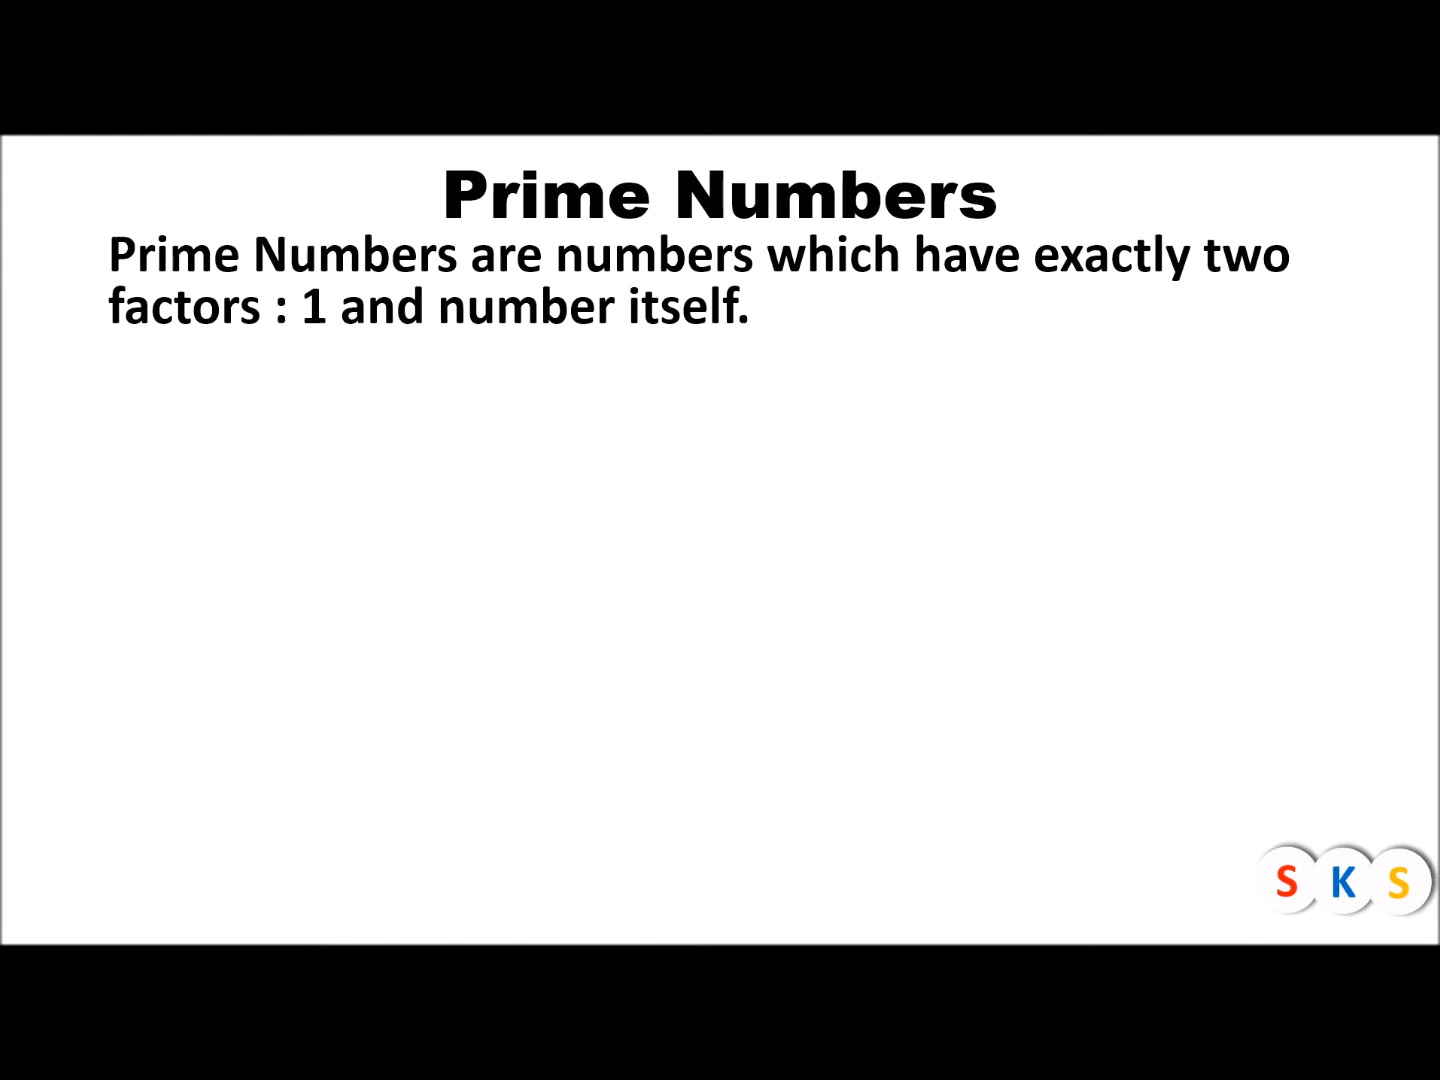 Prime Numbers
Prime Numbers are numbers which have exactly two
factors : 1 and number itself.
S K S